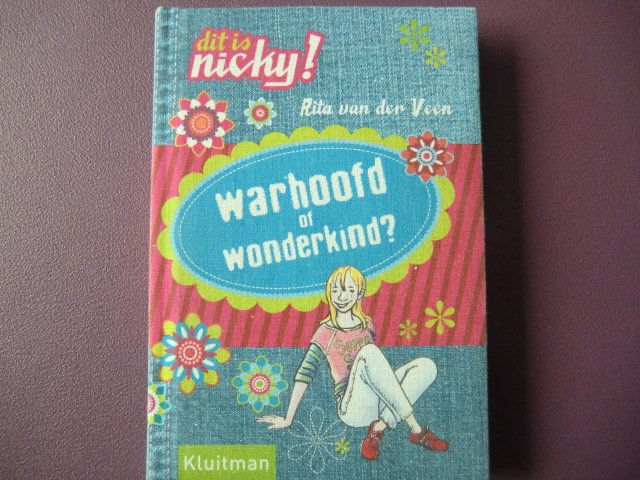 dit is
nicky!
Rita van der Veen
warhoofd
of
wonderkind?
Kluitman